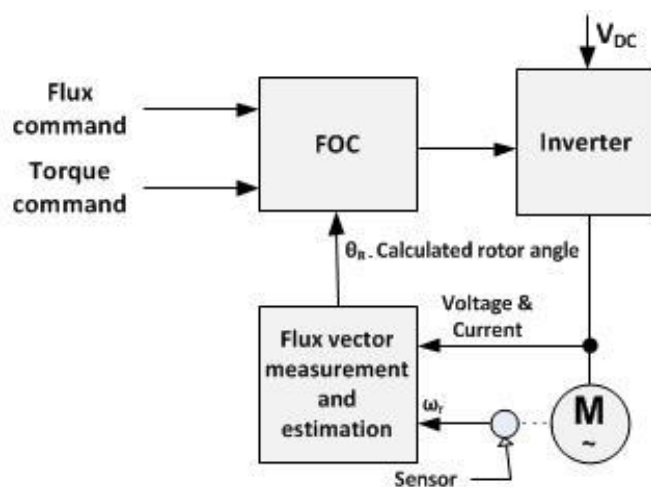 V_DC
Flux
command
FOC
Inverter
Torque
command
θ_R - Calculated rotor angle
Voltage &
Current
Flux vector
measurement
and
estimation
ω_r
M
~
Sensor